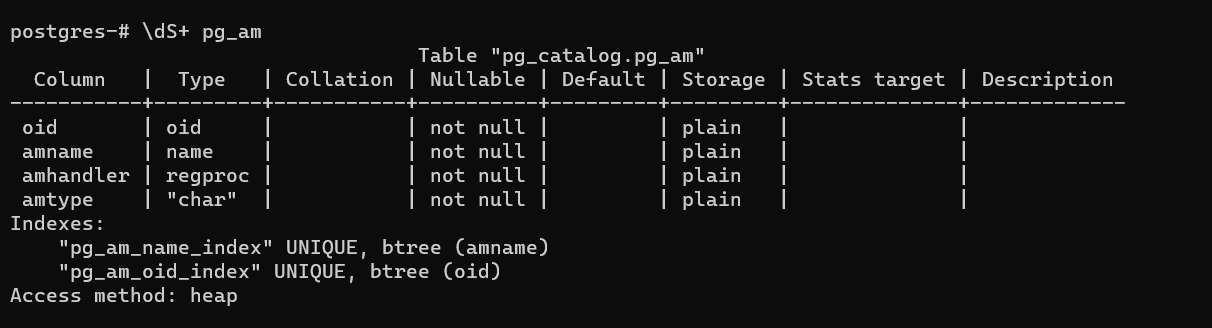 postgres-# \dS+ pg_am
                                  Table "pg_catalog.pg_am"
  Column   |  Type   | Collation | Nullable | Default | Storage | Stats target | Description
-----------+---------+-----------+----------+---------+---------+--------------+-------------
 oid       | oid     |           | not null |         | plain   |              |
 amname    | name    |           | not null |         | plain   |              |
 amhandler | regproc |           | not null |         | plain   |              |
 amtype    | "char"  |           | not null |         | plain   |              |
Indexes:
    "pg_am_name_index" UNIQUE, btree (amname)
    "pg_am_oid_index" UNIQUE, btree (oid)
Access method: heap